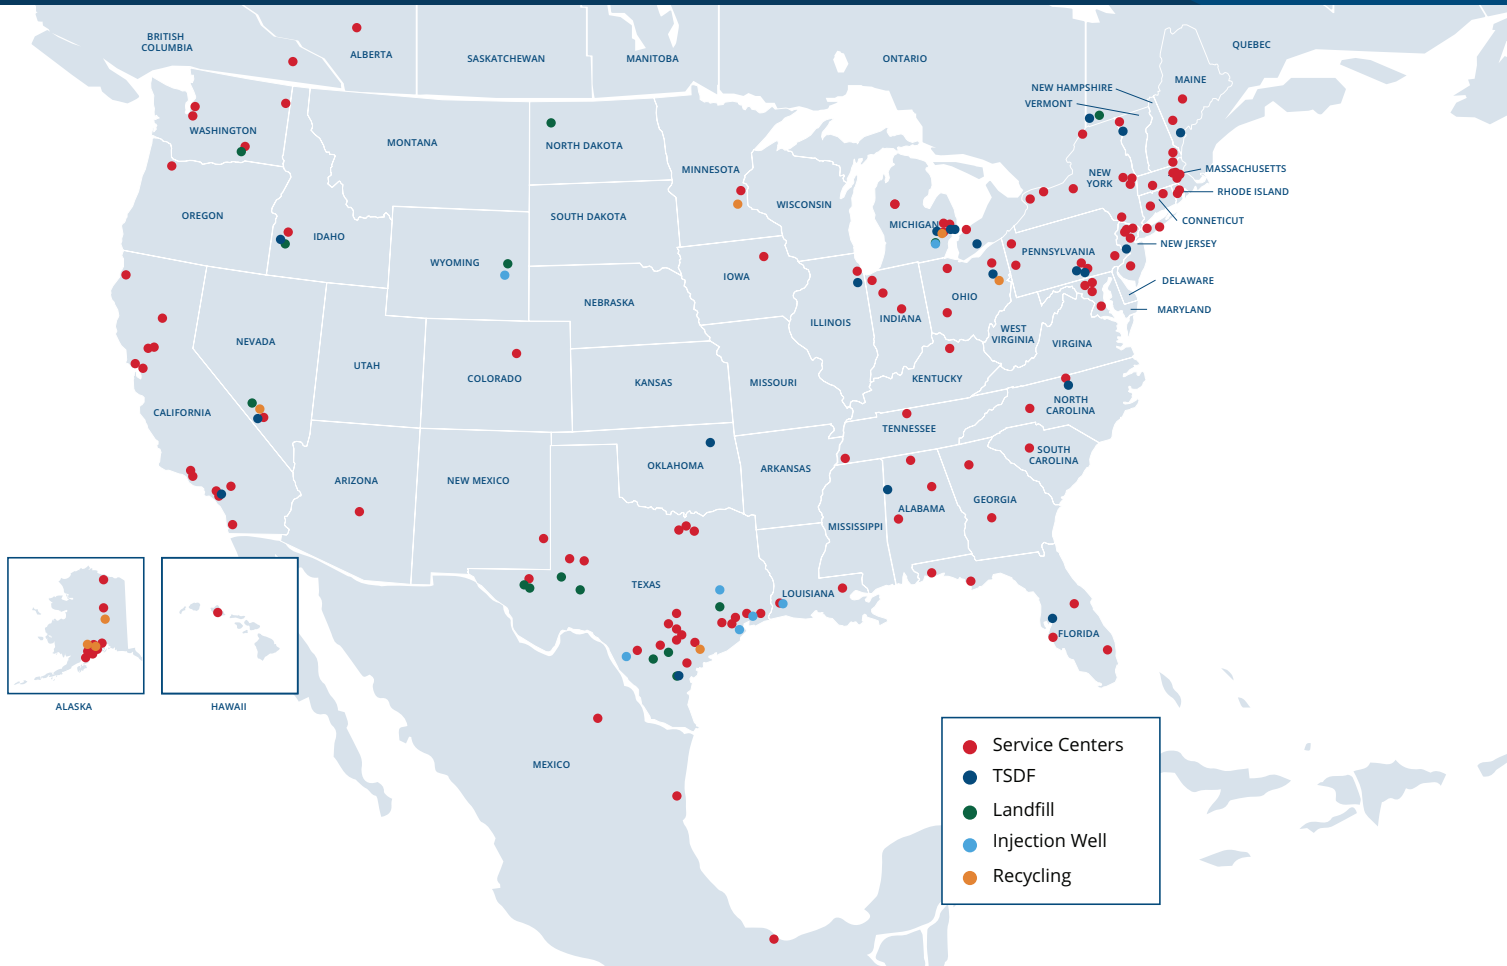 BRITISH
COLUMBIA
ALBERTA
SASKATCHEWAN
MANITOBA
ONTARIO
QUEBEC
NEW HAMPSHIRE
VERMONT
MAINE
WASHINGTON
MONTANA
NORTH DAKOTA
MINNESOTA
NEW
YORK
MASSACHUSETTS
RHODE ISLAND
CONNETICUT
OREGON
IDAHO
SOUTH DAKOTA
WISCONSIN
MICHIGAN
NEW JERSEY
WYOMING
IOWA
PENNSYLVANIA
DELAWARE
NEBRASKA
OHIO
MARYLAND
NEVADA
ILLINOIS
INDIANA
WEST
VIRGINIA
VIRGINA
UTAH
COLORADO
KANSAS
MISSOURI
KENTUCKY
CALIFORNIA
NORTH
CAROLINA
TENNESSEE
ARIZONA
NEW MEXICO
OKLAHOMA
ARKANSAS
SOUTH
CAROLINA
MISSISSIPPI
ALABAMA
GEORGIA
TEXAS
LOUISIANA
FLORIDA
ALASKA
HAWAII
MEXICO
Service Centers
TSDF
Landfill
Injection Well
Recycling